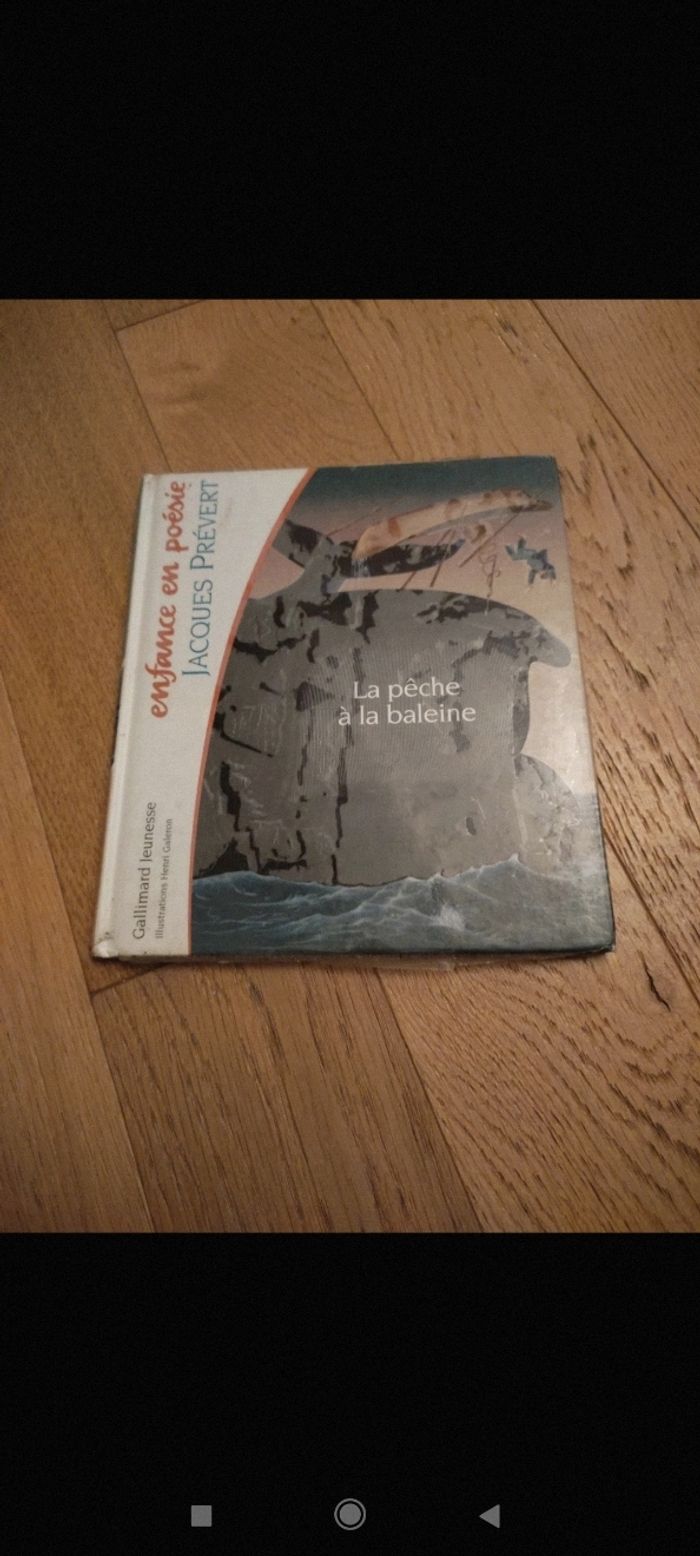 enfance en poésie
JACQUES PRÉVERT
La pêche
à la baleine
Gallimard Jeunesse
Illustrations Henri Galeron